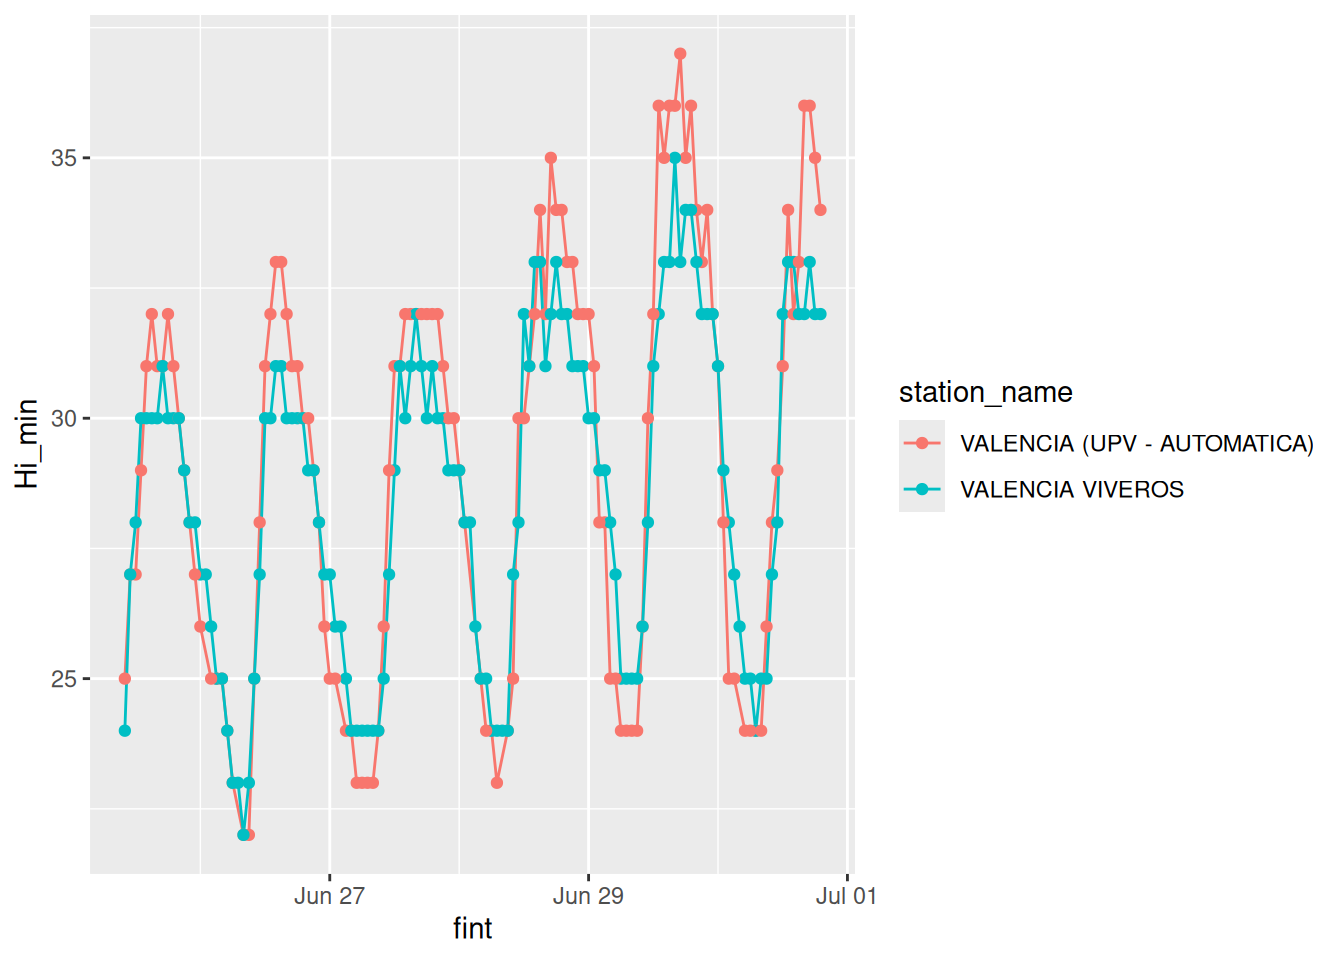 35
30
25
Hi_min
Jun 27
Jun 29
Jul 01
fint
station_name
VALENCIA (UPV - AUTOMATICA)
VALENCIA VIVEROS